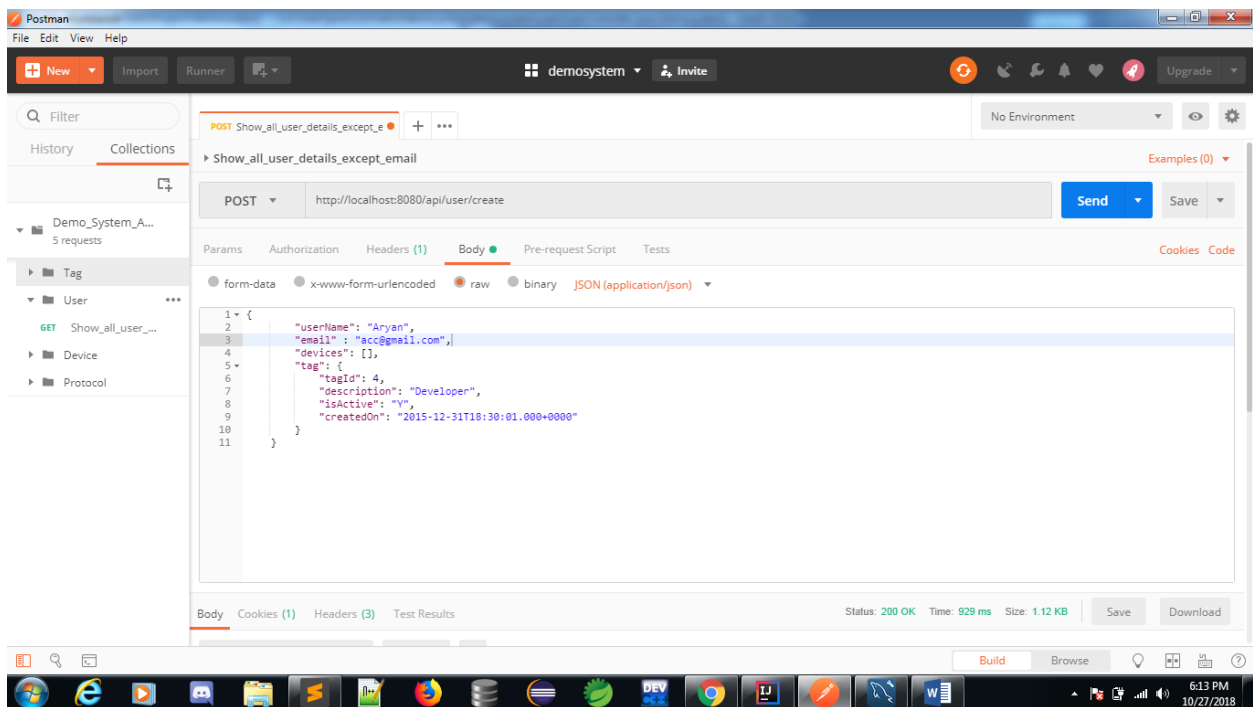 Postman
File Edit View Help
New Import Runner demosystem Invite Upgrade
Filter
History Collections
Demo_System_A...
5 requests
Tag
User
GET Show_all_user_...
Device
Protocol
POST Show_all_user_details_except_e
No Environment
Show_all_user_details_except_email
Examples (0)
POST http://localhost:8080/api/user/create Send Save
Params Authorization Headers (1) Body Pre-request Script Tests Cookies Code
form-data x-www-form-urlencoded raw binary JSON (application/json)
1 {
2 "userName": "Aryan",
3 "email" : "acc@gmail.com",
4 "devices": [],
5 "tag": {
6 "tagId": 4,
7 "description": "Developer",
8 "isActive": "Y",
9 "createdOn": "2015-12-31T18:30:01.000+0000"
10 }
11 }
Body Cookies (1) Headers (3) Test Results Status: 200 OK Time: 929 ms Size: 1.12 KB Save Download
Build Browse
DEV
IJ
W
6:13 PM
10/27/2018